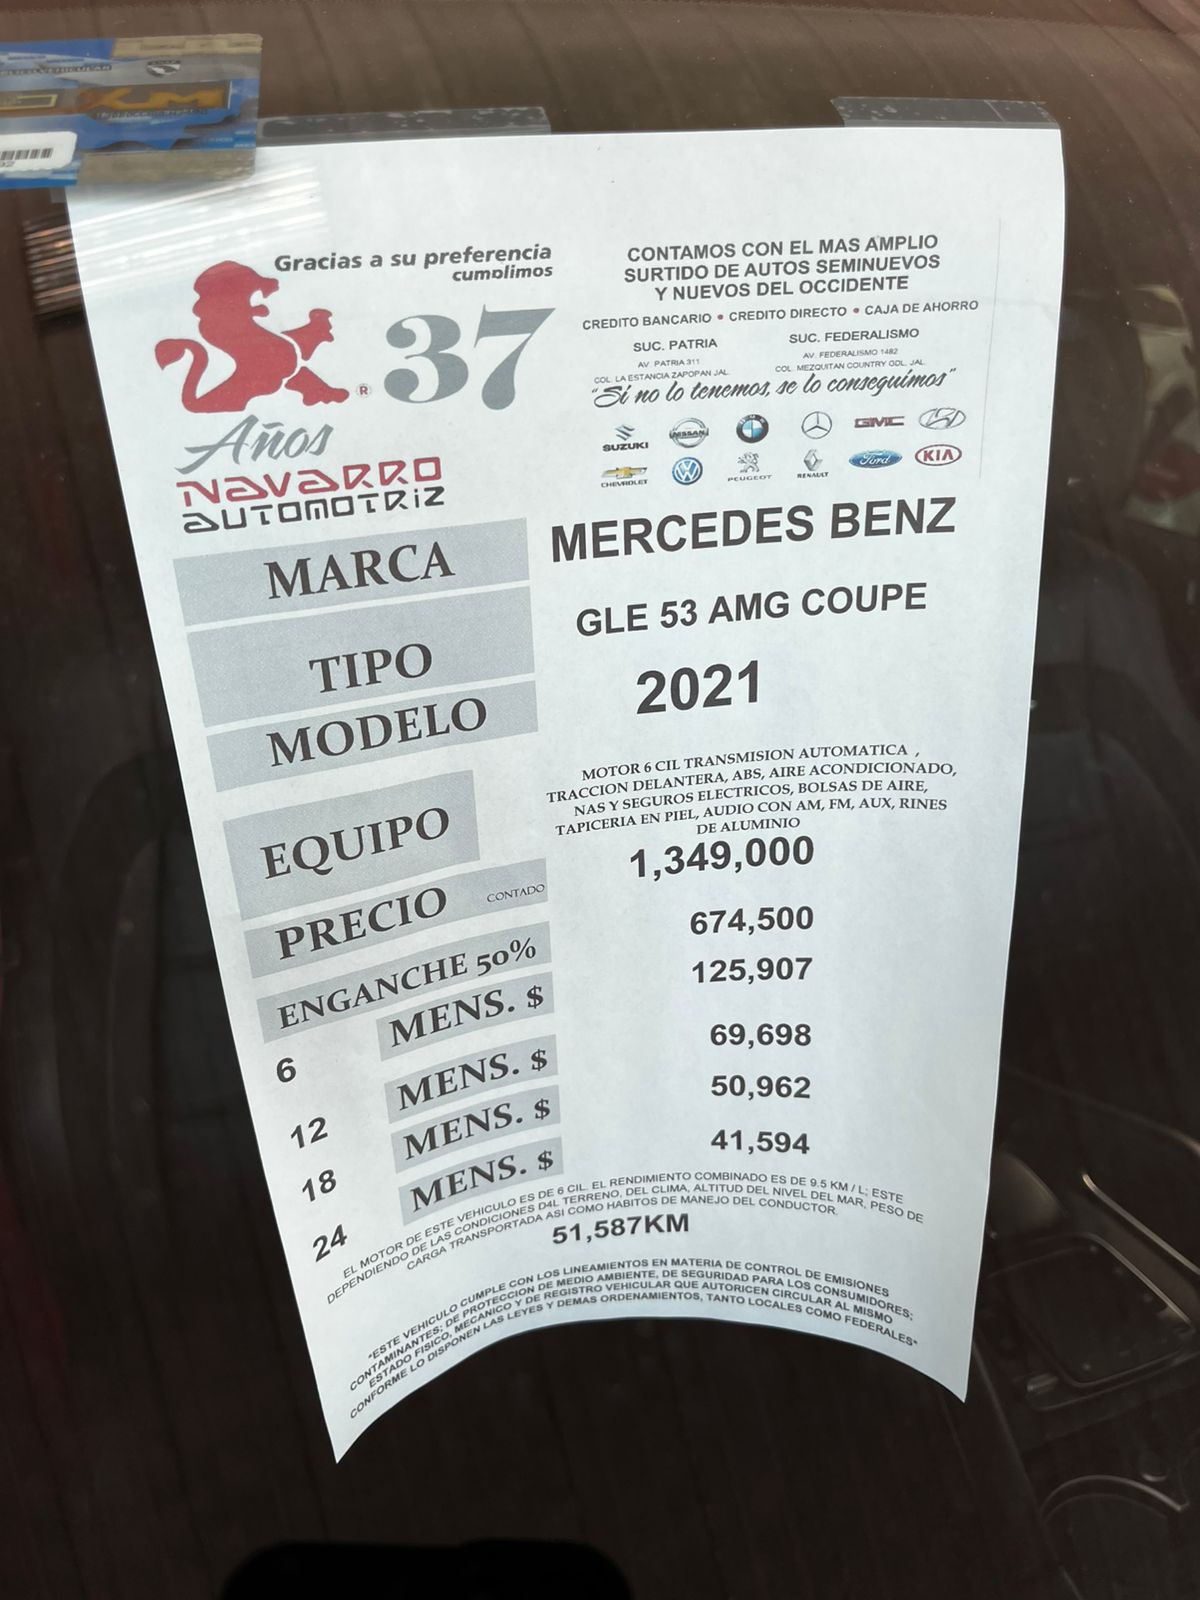 Gracias a su preferencia
cumplimos
37
®
Años
NAVARRO
AUTOMOTRIZ
CONTAMOS CON EL MAS AMPLIO
SURTIDO DE AUTOS SEMINUEVOS
Y NUEVOS DEL OCCIDENTE
CREDITO BANCARIO • CREDITO DIRECTO • CAJA DE AHORRO
SUC. PATRIA
AV. PATRIA 311
COL. LA ESTANCIA ZAPOPAN JAL.
SUC. FEDERALISMO
AV. FEDERALISMO 1482
COL. MEZQUITAN COUNTRY GDL. JAL.
"Si no lo tenemos, se lo conseguimos"
SUZUKI NISSAN BMW GMC
CHEVROLET PEUGEOT RENAULT Ford KIA
MARCA MERCEDES BENZ
TIPO GLE 53 AMG COUPE
MODELO 2021
EQUIPO
MOTOR 6 CIL TRANSMISION AUTOMATICA ,
TRACCION DELANTERA, ABS, AIRE ACONDICIONADO,
NAS Y SEGUROS ELECTRICOS, BOLSAS DE AIRE,
TAPICERIA EN PIEL, AUDIO CON AM, FM, AUX, RINES
DE ALUMINIO
PRECIO CONTADO 1,349,000
ENGANCHE 50% 674,500
6 MENS. $ 125,907
12 MENS. $ 69,698
18 MENS. $ 50,962
24 MENS. $ 41,594
EL MOTOR DE ESTE VEHICULO ES DE 6 CIL. EL RENDIMIENTO COMBINADO ES DE 9.5 KM / L; ESTE
DEPENDIENDO DE LAS CONDICIONES D4L TERRENO, DEL CLIMA, ALTITUD DEL NIVEL DEL MAR, PESO DE
CARGA TRANSPORTADA ASI COMO HABITOS DE MANEJO DEL CONDUCTOR.
51,587KM
"ESTE VEHICULO CUMPLE CON LOS LINEAMIENTOS EN MATERIA DE CONTROL DE EMISIONES
CONTAMINANTES; DE PROTECCION DE MEDIO AMBIENTE, DE SEGURIDAD PARA LOS CONSUMIDORES;
ESTADO FISICO, MECANICO Y DE REGISTRO VEHICULAR QUE AUTORICEN CIRCULAR AL MISMO
CONFORME LO DISPONEN LAS LEYES Y DEMAS ORDENAMIENTOS, TANTO LOCALES COMO FEDERALES"